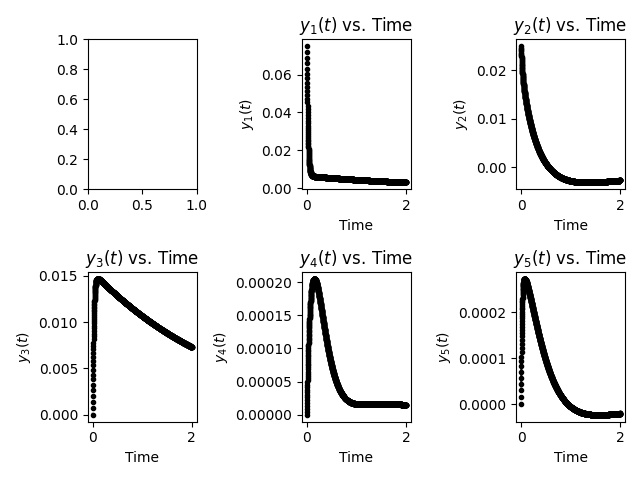 1.0
0.8
0.6
0.4
0.2
0.0
0.0 0.5 1.0
y₁(t) vs. Time
y₁(t)
0.06
0.04
0.02
0.00
0 2
Time
y₂(t) vs. Time
y₂(t)
0.02
0.01
0.00
0 2
Time
y₃(t) vs. Time
y₃(t)
0.015
0.010
0.005
0.000
0 2
Time
y₄(t) vs. Time
y₄(t)
0.00020
0.00015
0.00010
0.00005
0.00000
0 2
Time
y₅(t) vs. Time
y₅(t)
0.0002
0.0001
0.0000
0 2
Time